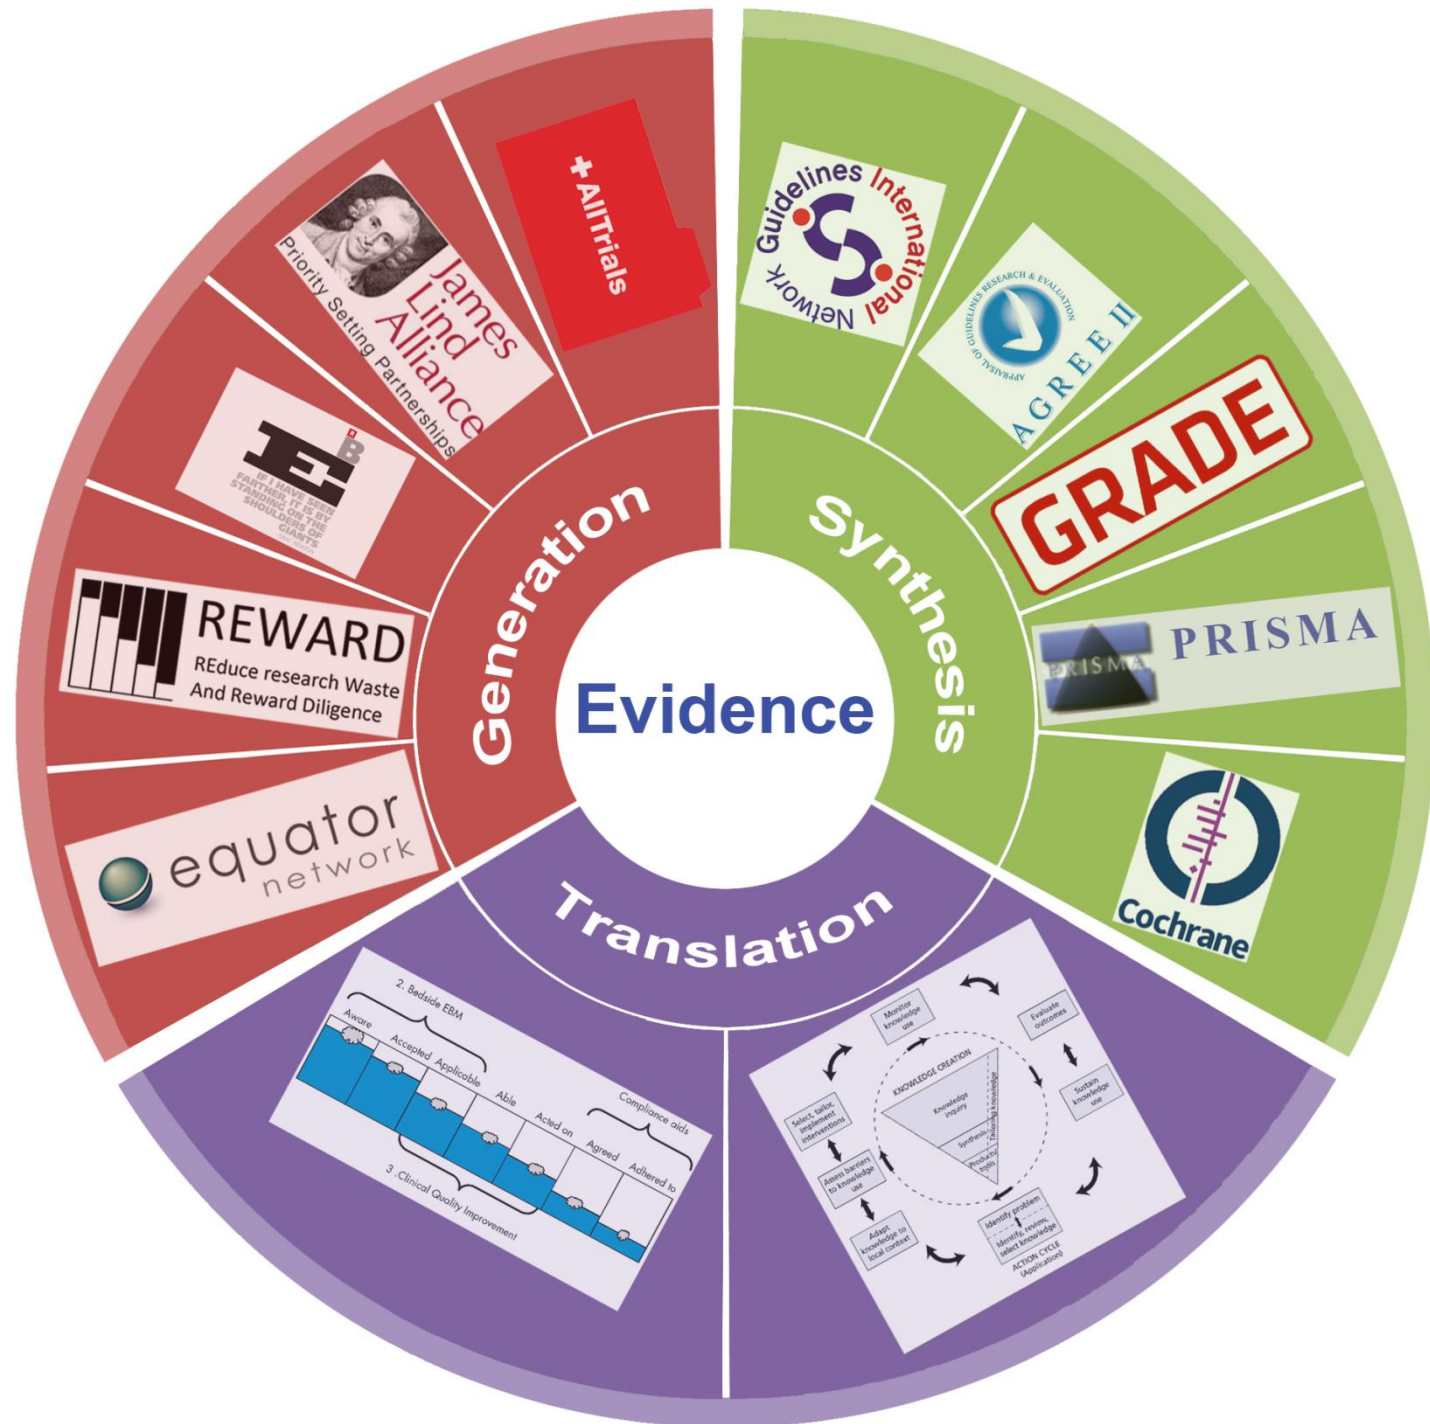 Evidence
Generation
Synthesis
Translation
+AllTrials
James
Lind
Alliance
Priority Setting Partnerships
E
B
R
IF I HAVE SEEN
FARTHER, IT IS BY
STANDING ON THE
SHOULDERS OF
GIANTS
REWARD
REduce research Waste
And Reward Diligence
equator
network
Guidelines International Network
APPRAISAL OF GUIDELINES RESEARCH & EVALUATION
AGREE II
GRADE
PRISMA
PRISMA
Cochrane
2. Bedside EBM
Aware
Accepted
Applicable
Able
Acted on
Agreed
Adhered to
Compliance aids
3. Clinical Quality Improvement
Monitor
knowledge
use
Evaluate
outcomes
Sustain
knowledge
use
Select, tailor,
implement
interventions
Assess barriers
to knowledge
use
Adapt
knowledge to
local context
KNOWLEDGE CREATION
Knowledge
inquiry
Synthesis
Products/
tools
Tailoring knowledge
Identify problem
Identify, review,
select knowledge
ACTION CYCLE
(Application)